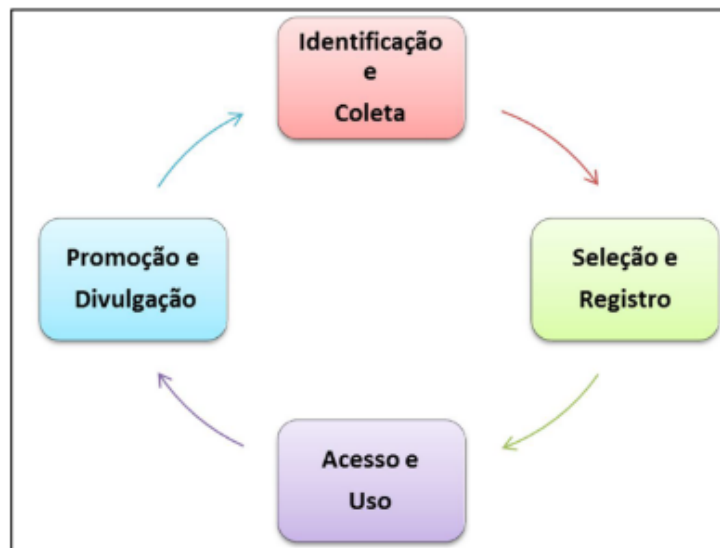 Identificação
e
Coleta
Seleção e
Registro
Acesso e
Uso
Promoção e
Divulgação